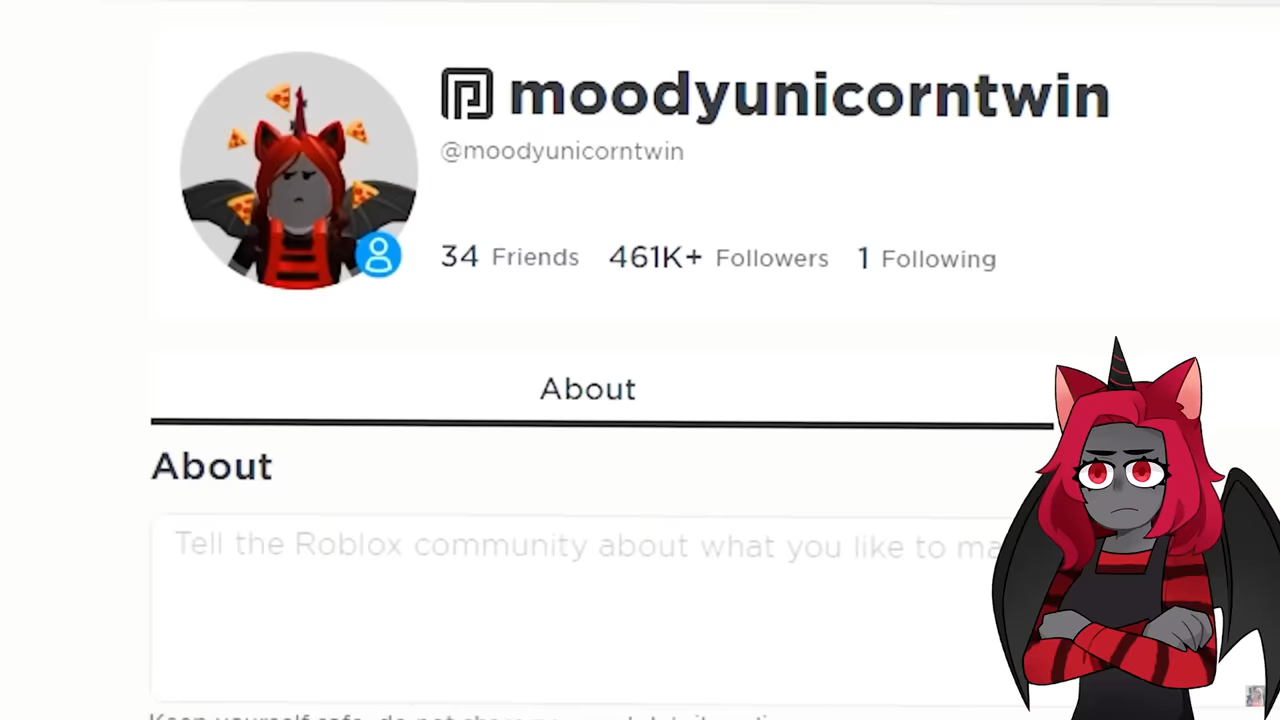 moodyunicorntwin
@moodyunicorntwin
34 Friends 461K+ Followers 1 Following
About
About
Tell the Roblox community about what you like to ma